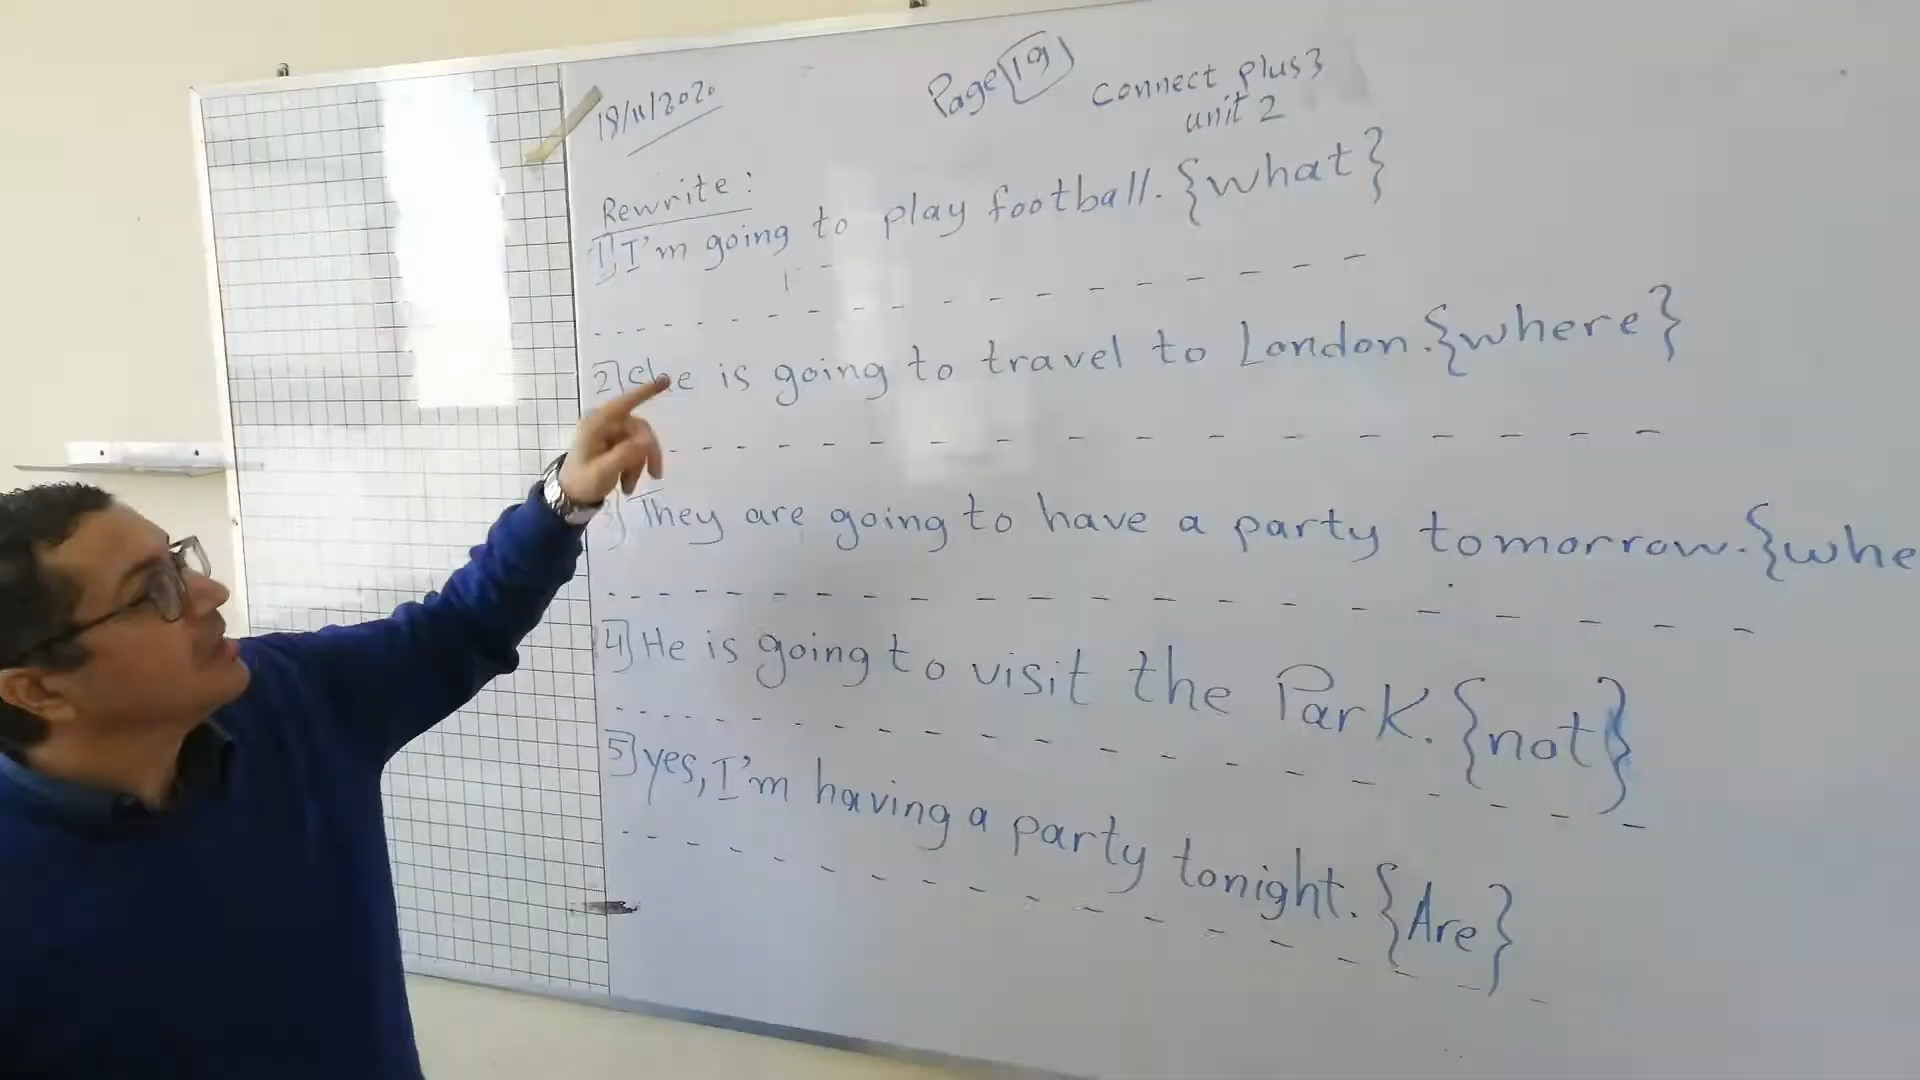 18/11/2020
Page 19
Connect plus 3
unit 2
Rewrite:
1) I'm going to play football. {what}
2) She is going to travel to London. {where}
3) They are going to have a party tomorrow. {whe
4) He is going to visit the Park. {not}
5) yes, I'm having a party tonight. {Are}